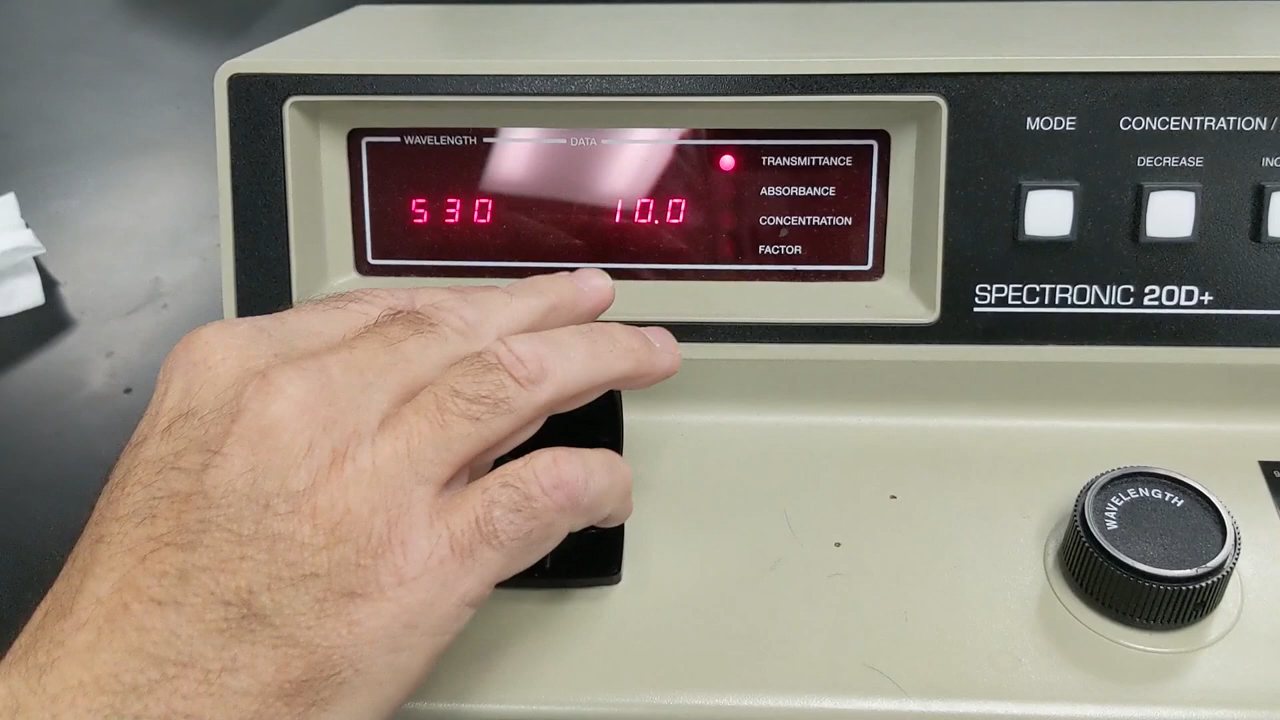 WAVELENGTH DATA
TRANSMITTANCE
ABSORBANCE
530 10.0
CONCENTRATION
FACTOR
MODE CONCENTRATION /
DECREASE
SPECTRONIC 20D+
WAVELENGTH